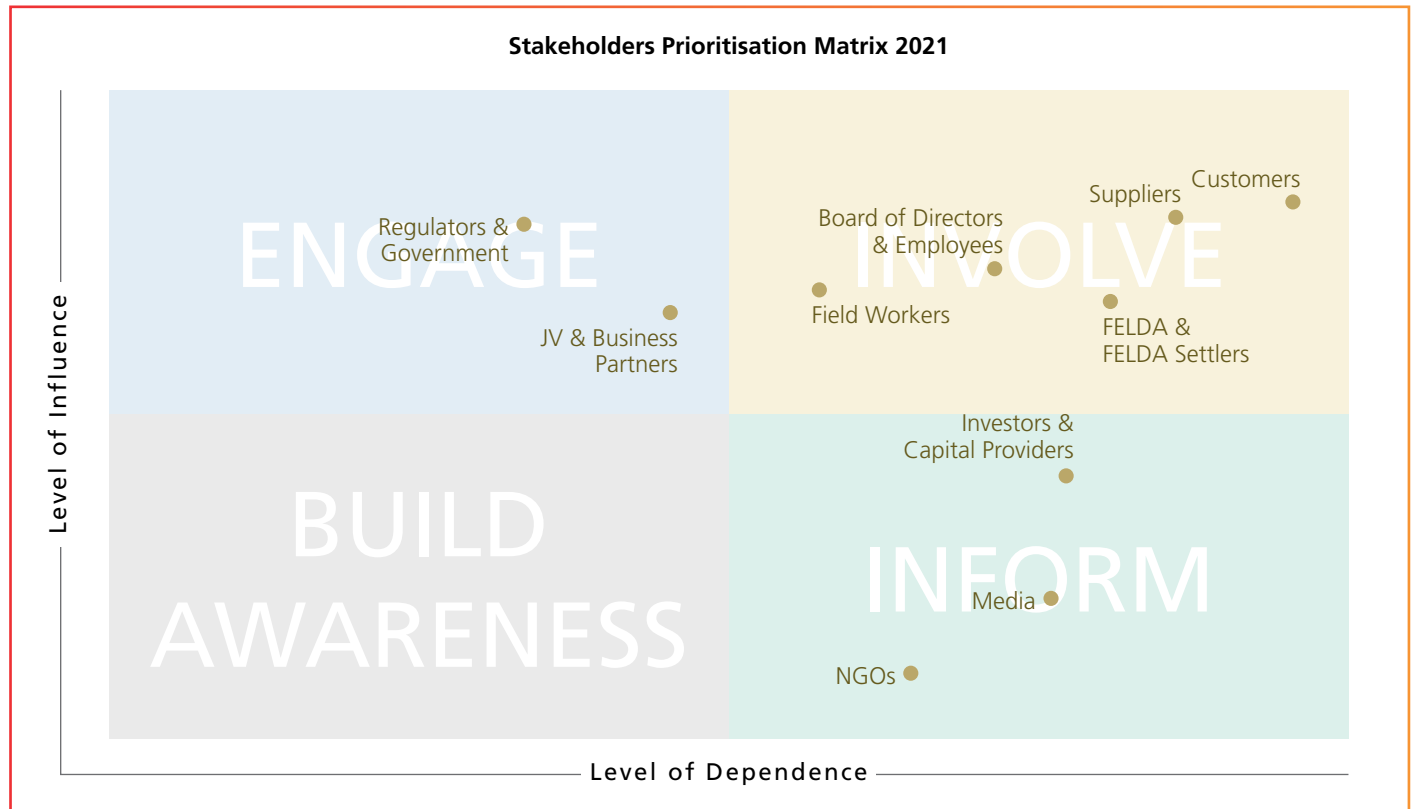 Stakeholders Prioritisation Matrix 2021
Level of Influence
ENGAGE
Regulators &
Government
JV & Business
Partners
INVOLVE
Customers
Suppliers
Board of Directors
& Employees
Field Workers
FELDA &
FELDA Settlers
BUILD
AWARENESS
INFORM
Investors &
Capital Providers
Media
NGOs
Level of Dependence